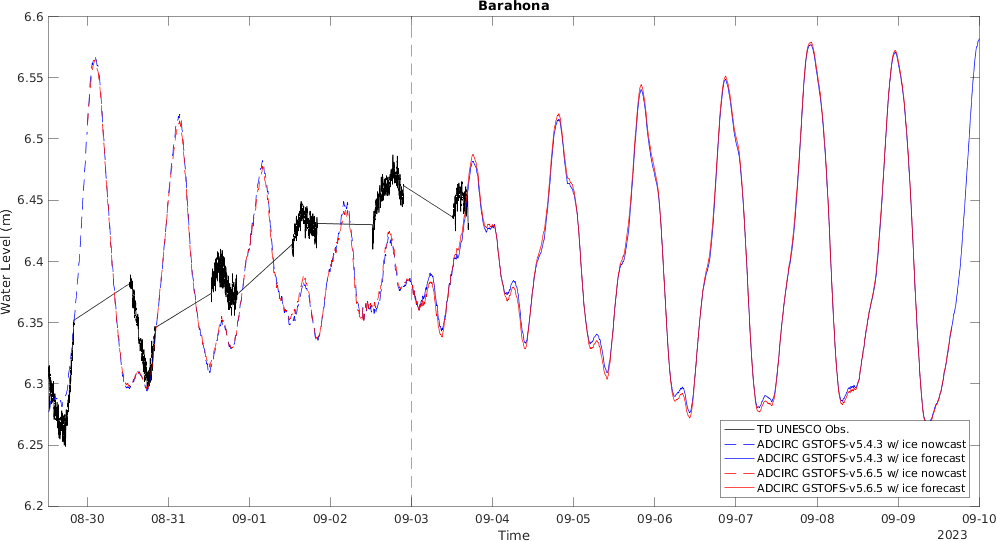 Barahona
Water Level (m)
6.6
6.55
6.5
6.45
6.4
6.35
6.3
6.25
6.2
TD UNESCO Obs.
ADCIRC GSTOFS-v5.4.3 w/ ice nowcast
ADCIRC GSTOFS-v5.4.3 w/ ice forecast
ADCIRC GSTOFS-v5.6.5 w/ ice nowcast
ADCIRC GSTOFS-v5.6.5 w/ ice forecast
08-30 08-31 09-01 09-02 09-03 09-04 09-05 09-06 09-07 09-08 09-09 09-10
Time
2023